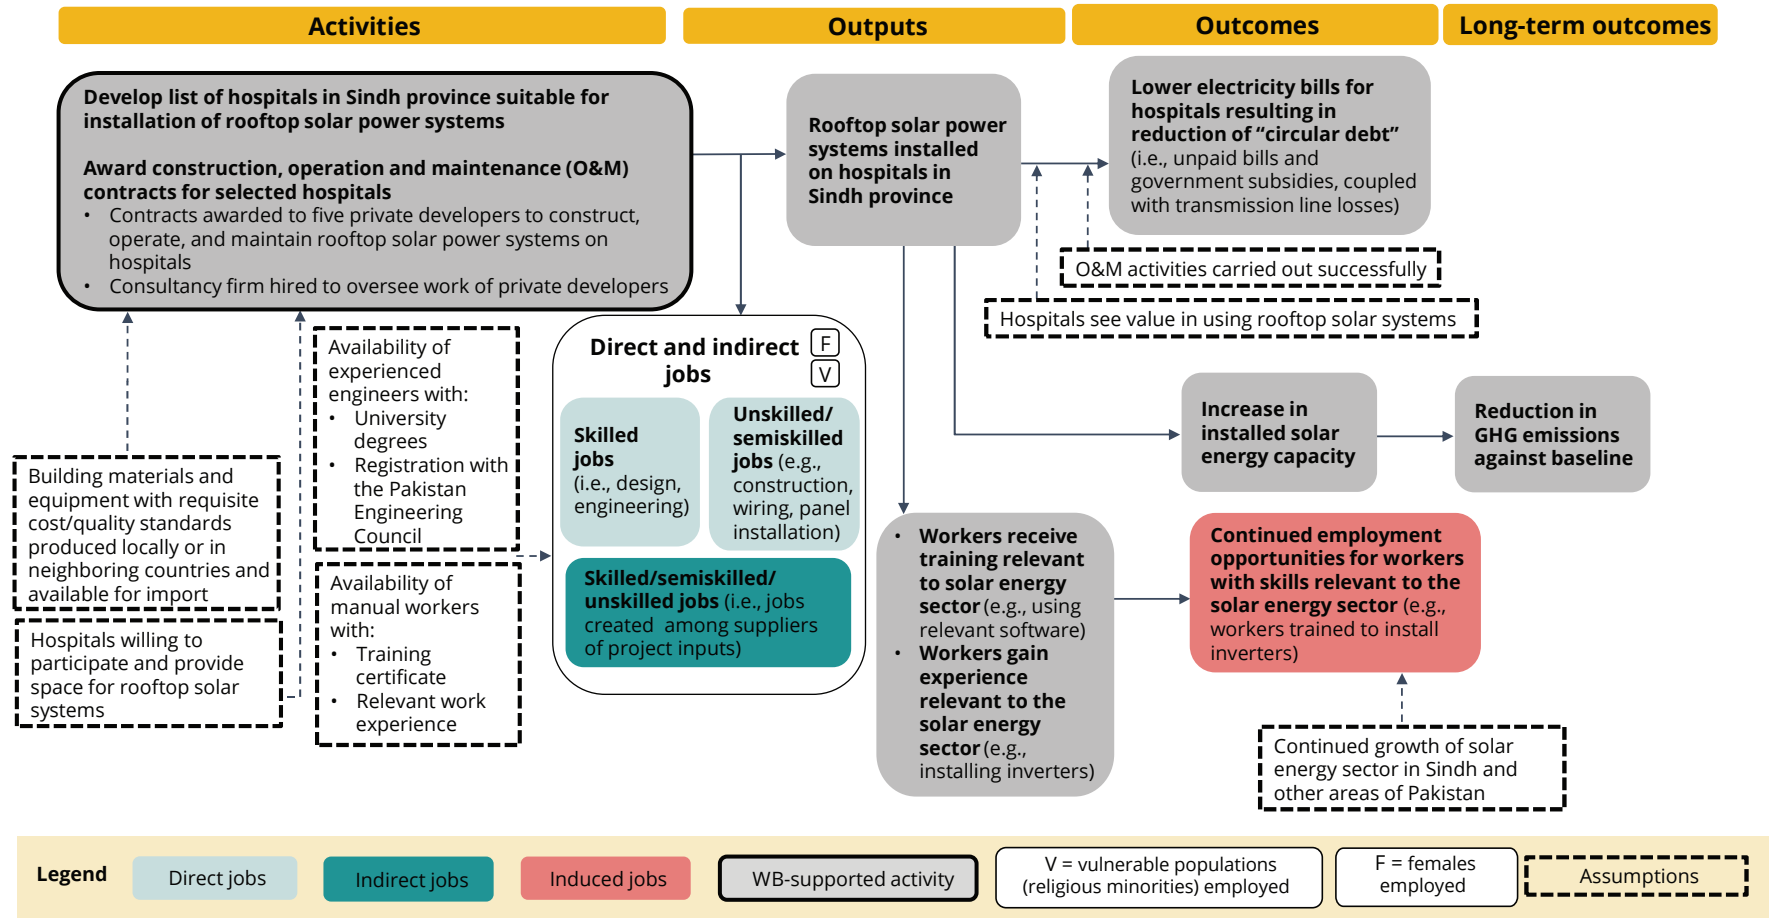 Activities
Outputs
Outcomes
Long-term outcomes
Develop list of hospitals in Sindh province suitable for
installation of rooftop solar power systems
Award construction, operation and maintenance (O&M)
contracts for selected hospitals
• Contracts awarded to five private developers to construct,
operate, and maintain rooftop solar power systems on
hospitals
• Consultancy firm hired to oversee work of private developers
Rooftop solar power
systems installed
on hospitals in
Sindh province
Lower electricity bills for
hospitals resulting in
reduction of “circular debt”
(i.e., unpaid bills and
government subsidies, coupled
with transmission line losses)
O&M activities carried out successfully
Hospitals see value in using rooftop solar systems
Building materials and
equipment with requisite
cost/quality standards
produced locally or in
neighboring countries and
available for import
Hospitals willing to
participate and provide
space for rooftop solar
systems
Availability of
experienced
engineers with:
• University
degrees
• Registration with
the Pakistan
Engineering
Council
Availability of
manual workers
with:
• Training
certificate
• Relevant work
experience
Direct and indirect
jobs
F
V
Skilled
jobs
(i.e., design,
engineering)
Unskilled/
semiskilled
jobs (e.g.,
construction,
wiring, panel
installation)
Skilled/semiskilled/
unskilled jobs (i.e., jobs
created among suppliers
of project inputs)
Increase in
installed solar
energy capacity
Reduction in
GHG emissions
against baseline
• Workers receive
training relevant
to solar energy
sector (e.g., using
relevant software)
• Workers gain
experience
relevant to the
solar energy
sector (e.g.,
installing inverters)
Continued employment
opportunities for workers
with skills relevant to the
solar energy sector (e.g.,
workers trained to install
inverters)
Continued growth of solar
energy sector in Sindh and
other areas of Pakistan
Legend
Direct jobs
Indirect jobs
Induced jobs
WB-supported activity
V = vulnerable populations
(religious minorities) employed
F = females
employed
Assumptions